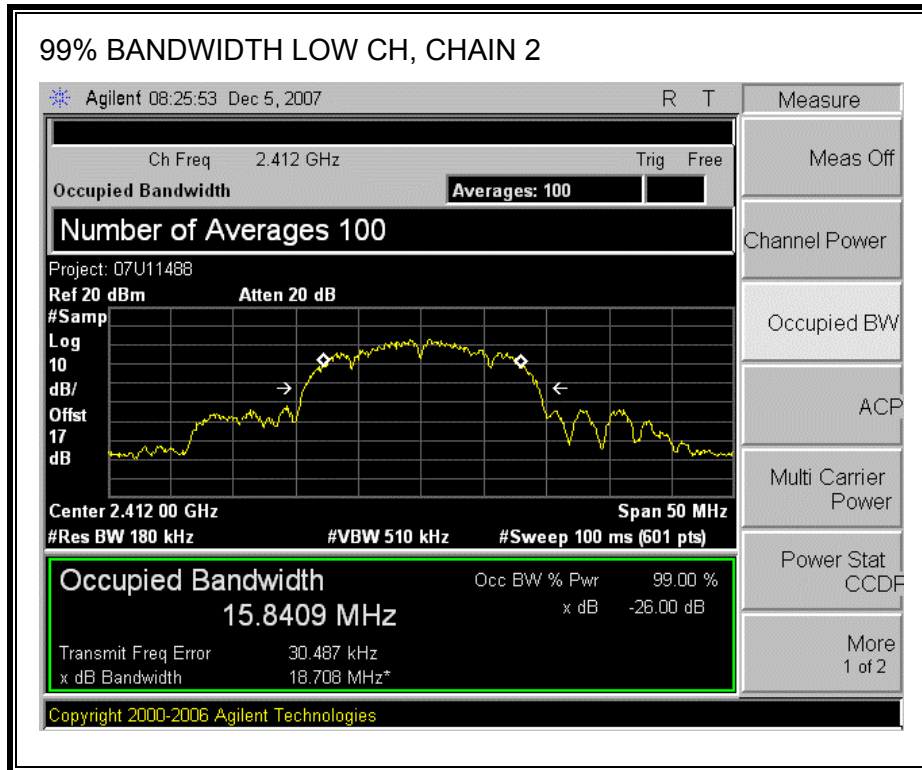 99% BANDWIDTH LOW CH, CHAIN 2
Agilent 08:25:53 Dec 5, 2007 R T
Measure
Ch Freq 2.412 GHz Trig Free
Occupied Bandwidth Averages: 100
Meas Off
Number of Averages 100
Channel Power
Project: 07U11488
Ref 20 dBm Atten 20 dB
#Samp
Log
10
dB/
Offst
17
dB
Occupied BW
ACP
Multi Carrier
Power
Center 2.412 00 GHz Span 50 MHz
#Res BW 180 kHz #VBW 510 kHz #Sweep 100 ms (601 pts)
Occupied Bandwidth Occ BW % Pwr 99.00 %
15.8409 MHz x dB -26.00 dB
Power Stat
CCDF
Transmit Freq Error 30.487 kHz
x dB Bandwidth 18.708 MHz*
More
1 of 2
Copyright 2000-2006 Agilent Technologies